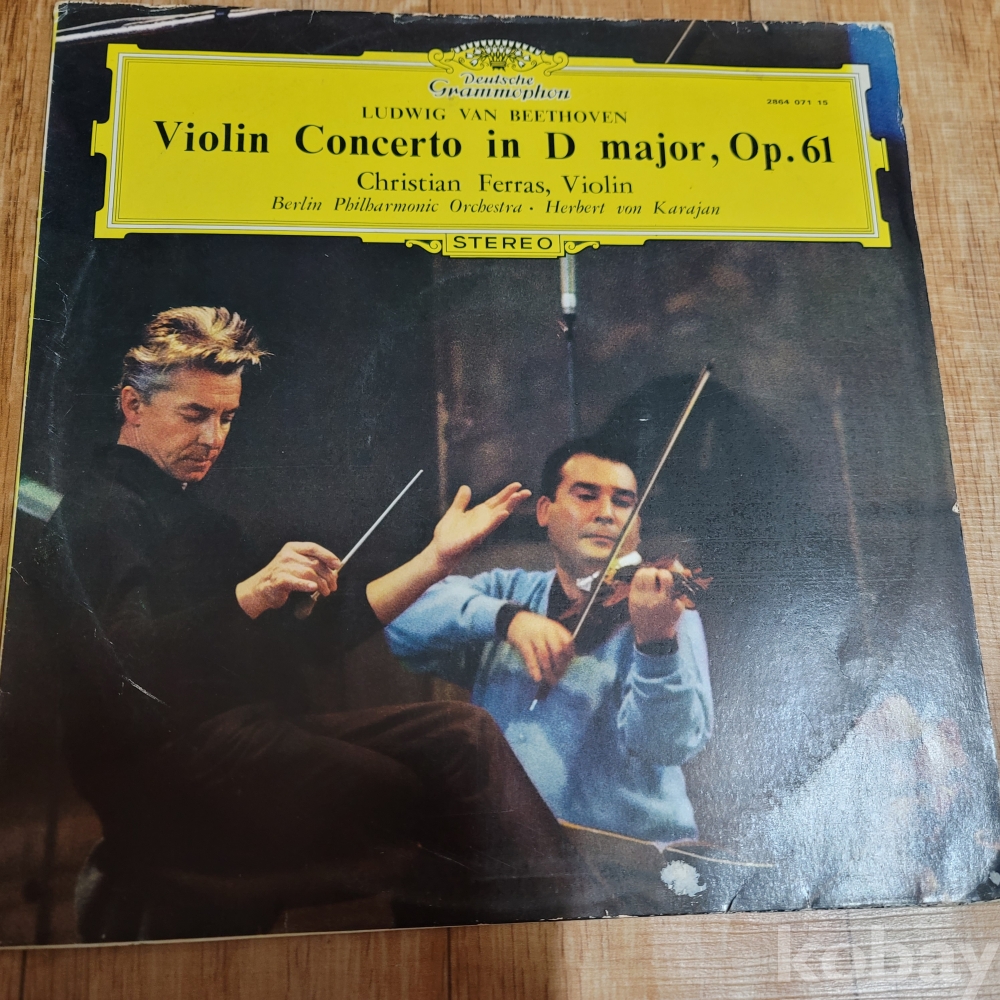 Deutsche
Grammophon
2864 071 15
LUDWIG VAN BEETHOVEN
Violin Concerto in D major, Op. 61
Christian Ferras, Violin
Berlin Philharmonic Orchestra · Herbert von Karajan
STEREO
kobay